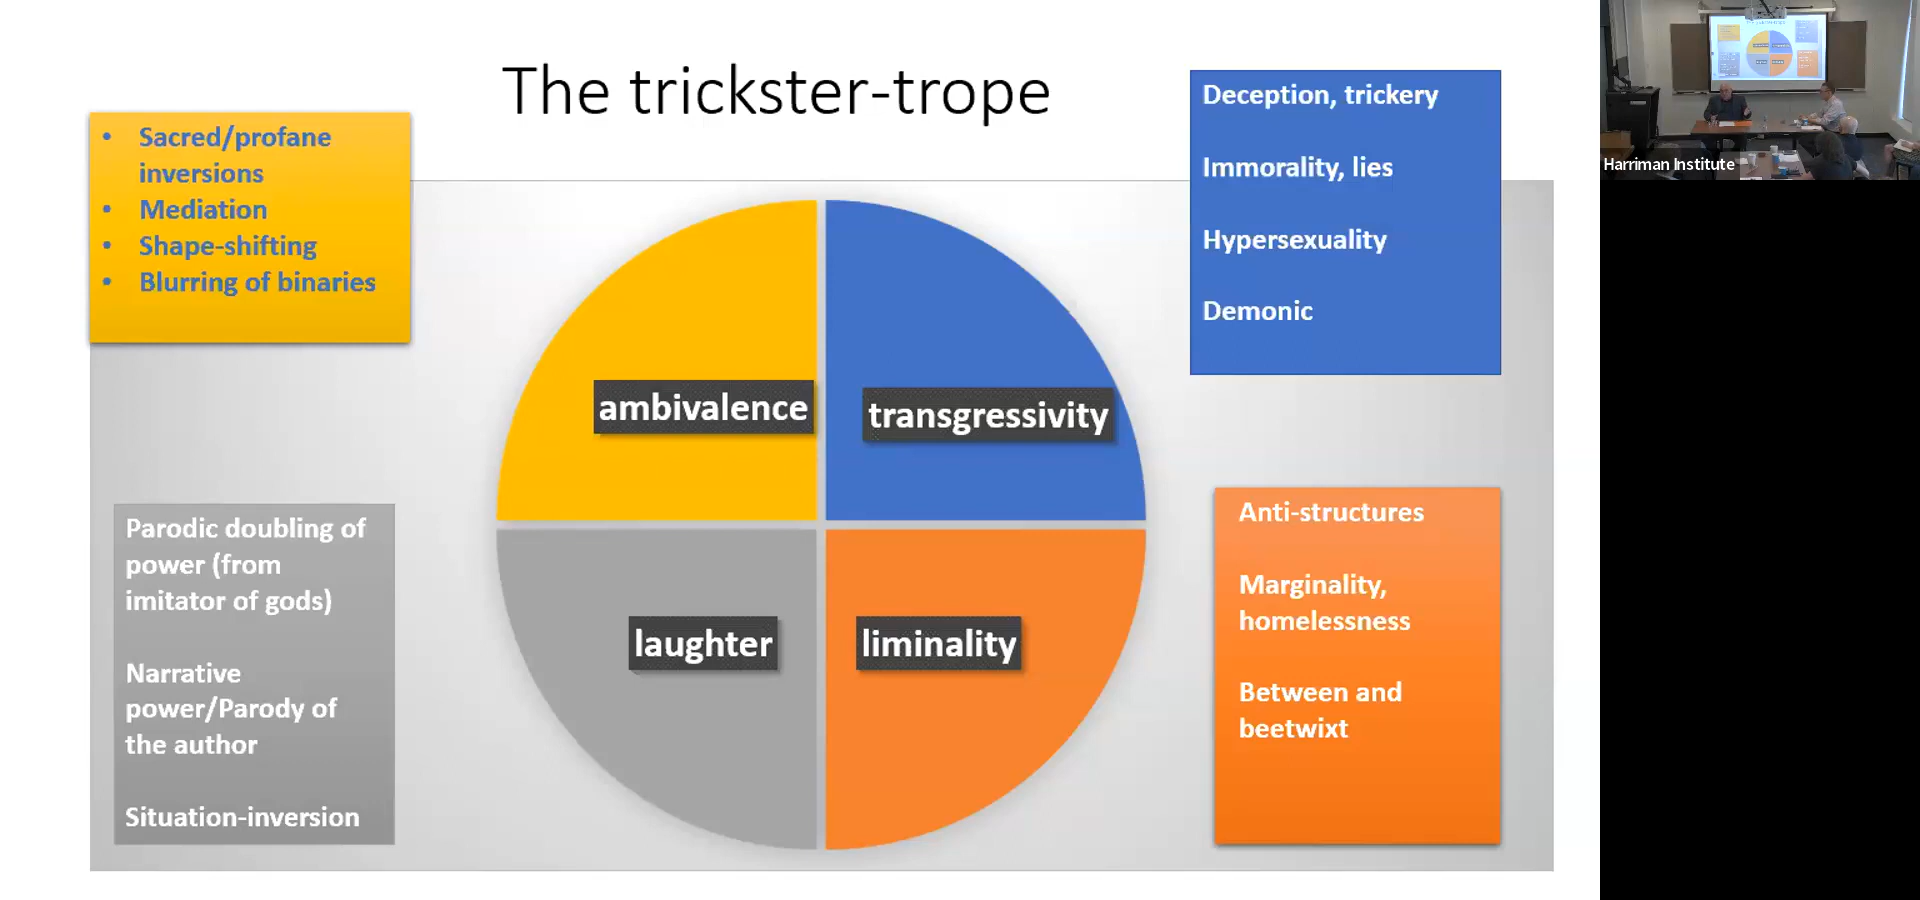 The trickster-trope
• Sacred/profane
inversions
• Mediation
• Shape-shifting
• Blurring of binaries
Deception, trickery
Immorality, lies
Hypersexuality
Demonic
ambivalence
transgressivity
laughter
liminality
Parodic doubling of
power (from
imitator of gods)
Narrative
power/Parody of
the author
Situation-inversion
Anti-structures
Marginality,
homelessness
Between and
beetwixt
Harriman Institute